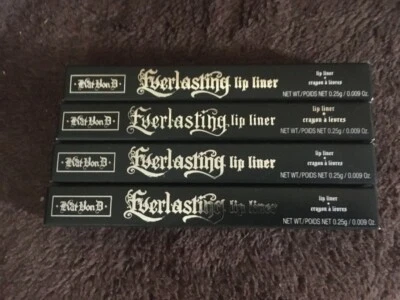 ·Kat Von D·
Everlasting lip liner
lip liner
•
crayon à lèvres
NET WT./POIDS NET 0.25g / 0.009 Oz.
·Kat Von D·
Everlasting lip liner
lip liner
•
crayon à lèvres
NET WT./POIDS NET 0.25g / 0.009 Oz.
·Kat Von D·
Everlasting lip liner
lip liner
•
crayon à lèvres
NET WT./POIDS NET 0.25g / 0.009 Oz.
·Kat Von D·
Everlasting lip liner
lip liner
•
crayon à lèvres
NET WT./POIDS NET 0.25g / 0.009 Oz.